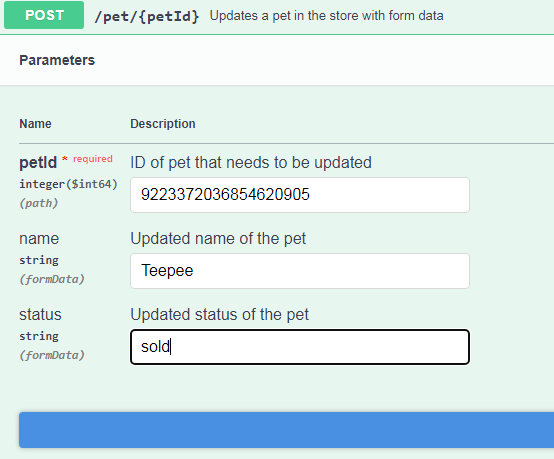 POST /pet/{petId} Updates a pet in the store with form data
Parameters
Name Description
petId * required ID of pet that needs to be updated
integer($int64)
(path)
9223372036854620905
name Updated name of the pet
string
(formData)
Teepee
status Updated status of the pet
string
(formData)
sold